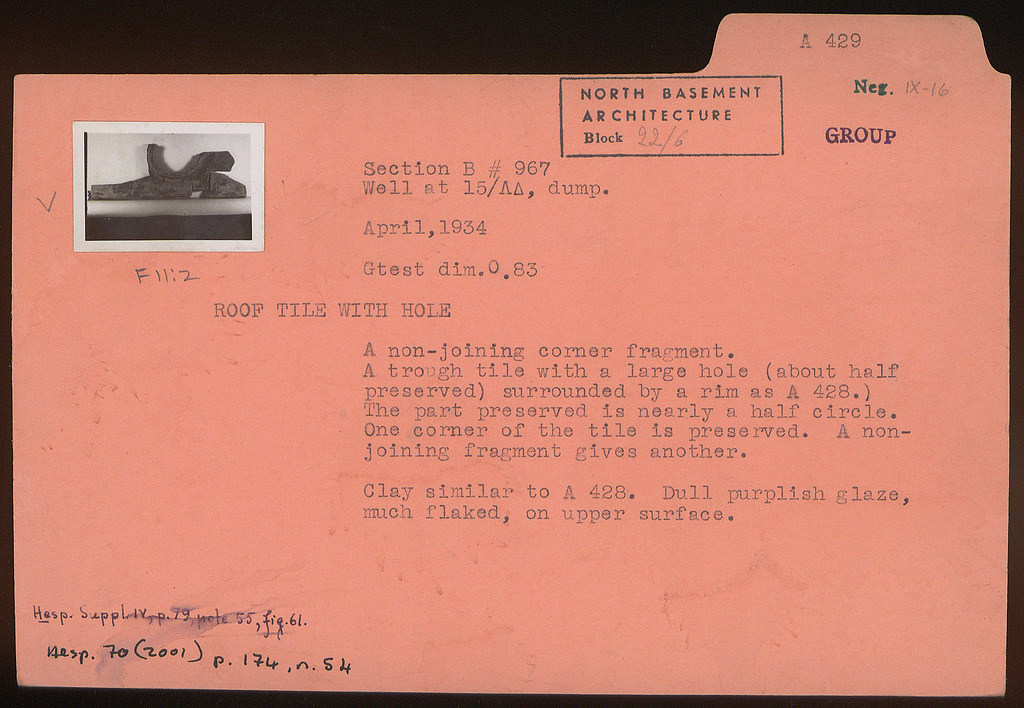 A 429
Neg. IX-16
NORTH BASEMENT
ARCHITECTURE
Block 22/6
GROUP
Section B # 967
Well at 15/ΛΔ, dump.
April,1934
Gtest dim.0.83
F 11:2
ROOF TILE WITH HOLE
A non-joining corner fragment.
A trough tile with a large hole (about half
preserved) surrounded by a rim as A 428.)
The part preserved is nearly a half circle.
One corner of the tile is preserved. A non-
joining fragment gives another.
Clay similar to A 428. Dull purplish glaze,
much flaked, on upper surface.
Hesp. Suppl. IV, p. 79, note 55, fig. 61.
Hesp. 70 (2001) p. 174, n. 54